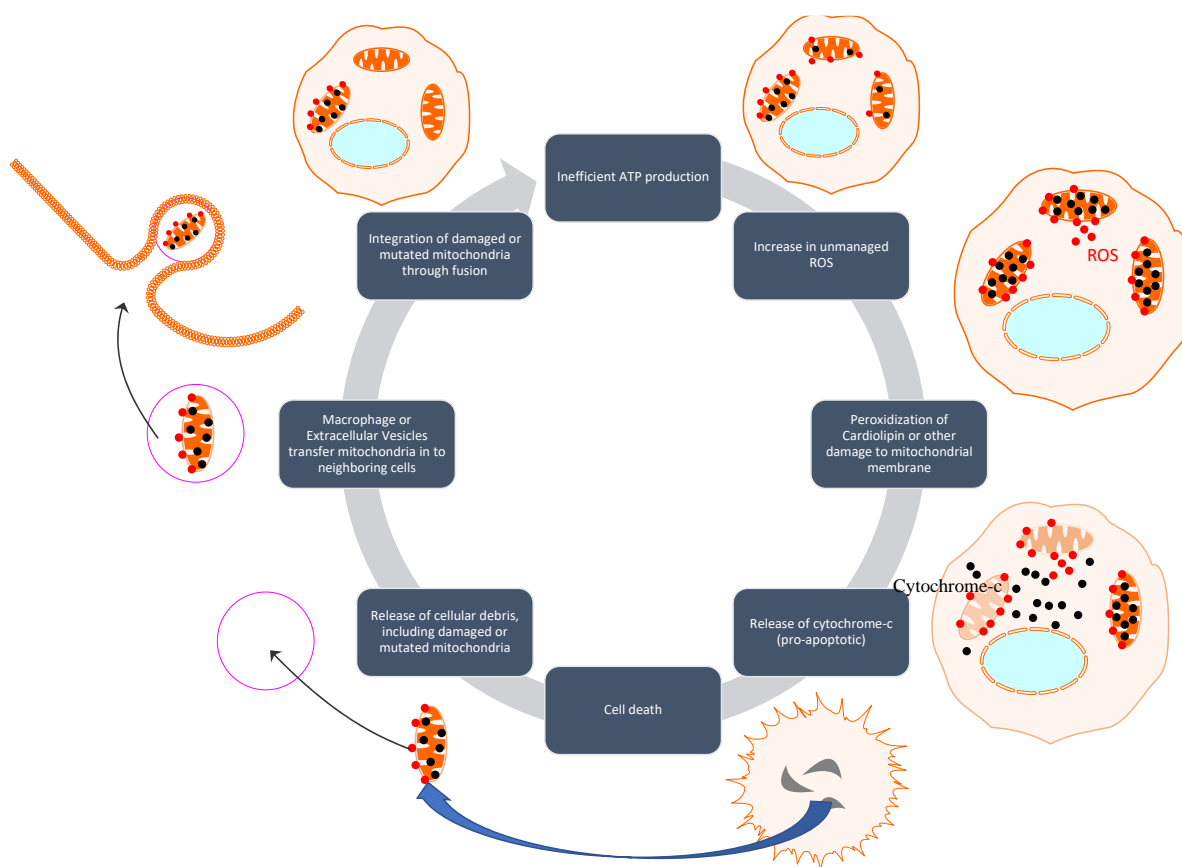 Inefficient ATP production
Increase in unmanaged
ROS
ROS
Peroxidization of
Cardiolipin or other
damage to mitochondrial
membrane
Cytochrome-c
Release of cytochrome-c
(pro-apoptotic)
Cell death
Release of cellular debris,
including damaged or
mutated mitochondria
Macrophage or
Extracellular Vesicles
transfer mitochondria in to
neighboring cells
Integration of damaged or
mutated mitochondria
through fusion